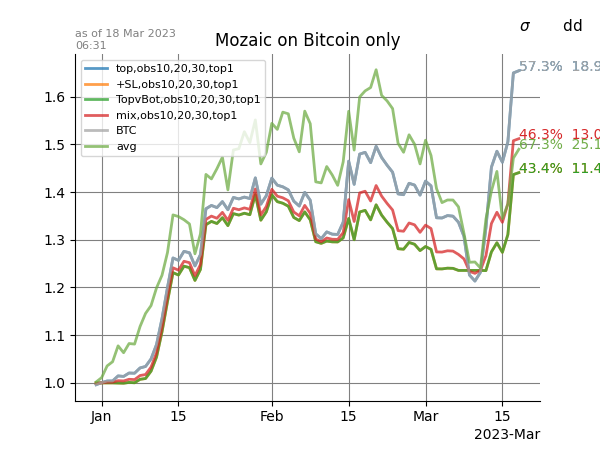 as of 18 Mar 2023
06:31
Mozaic on Bitcoin only
σ dd
top,obs10,20,30,top1
+SL,obs10,20,30,top1
TopvBot,obs10,20,30,top1
mix,obs10,20,30,top1
BTC
avg
57.3% 18.9
46.3% 13.0
67.3% 25.1
43.4% 11.4
1.6
1.5
1.4
1.3
1.2
1.1
1.0
Jan 15 Feb 15 Mar 15
2023-Mar